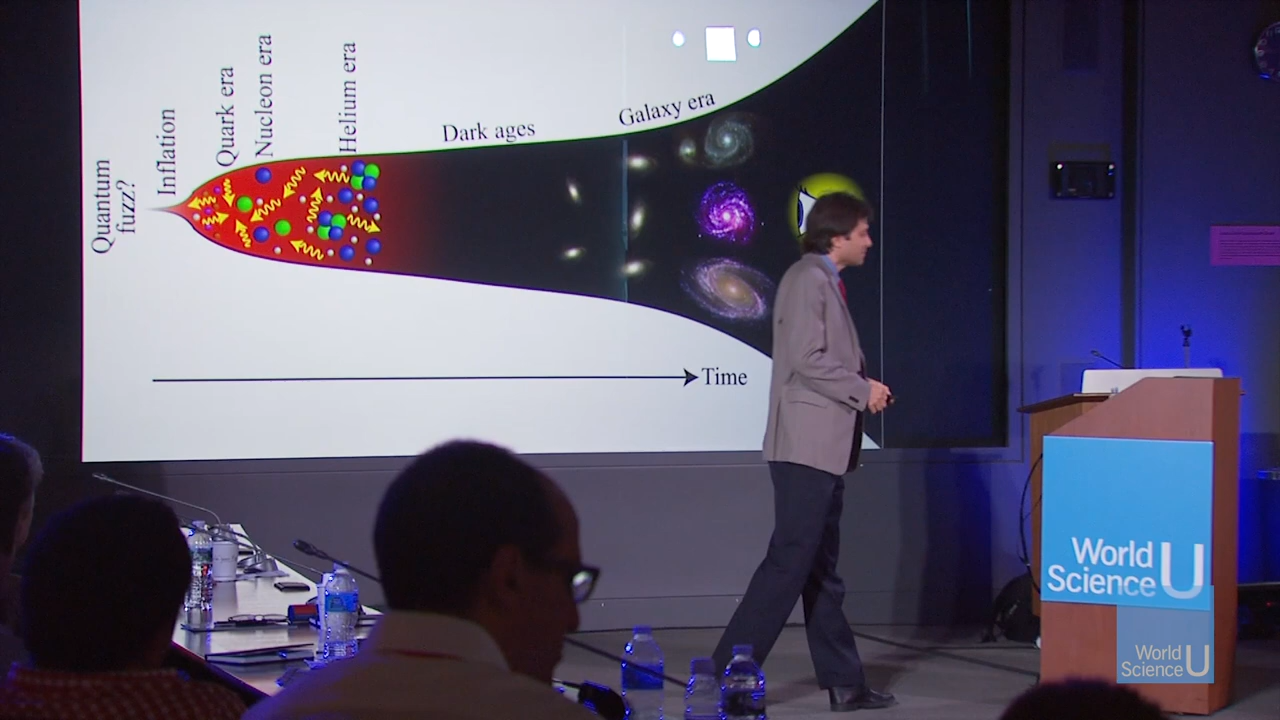 Quantum
fuzz?
Inflation
Quark era
Nucleon era
Helium era
Dark ages
Galaxy era
Time
World
Science U
World
Science U